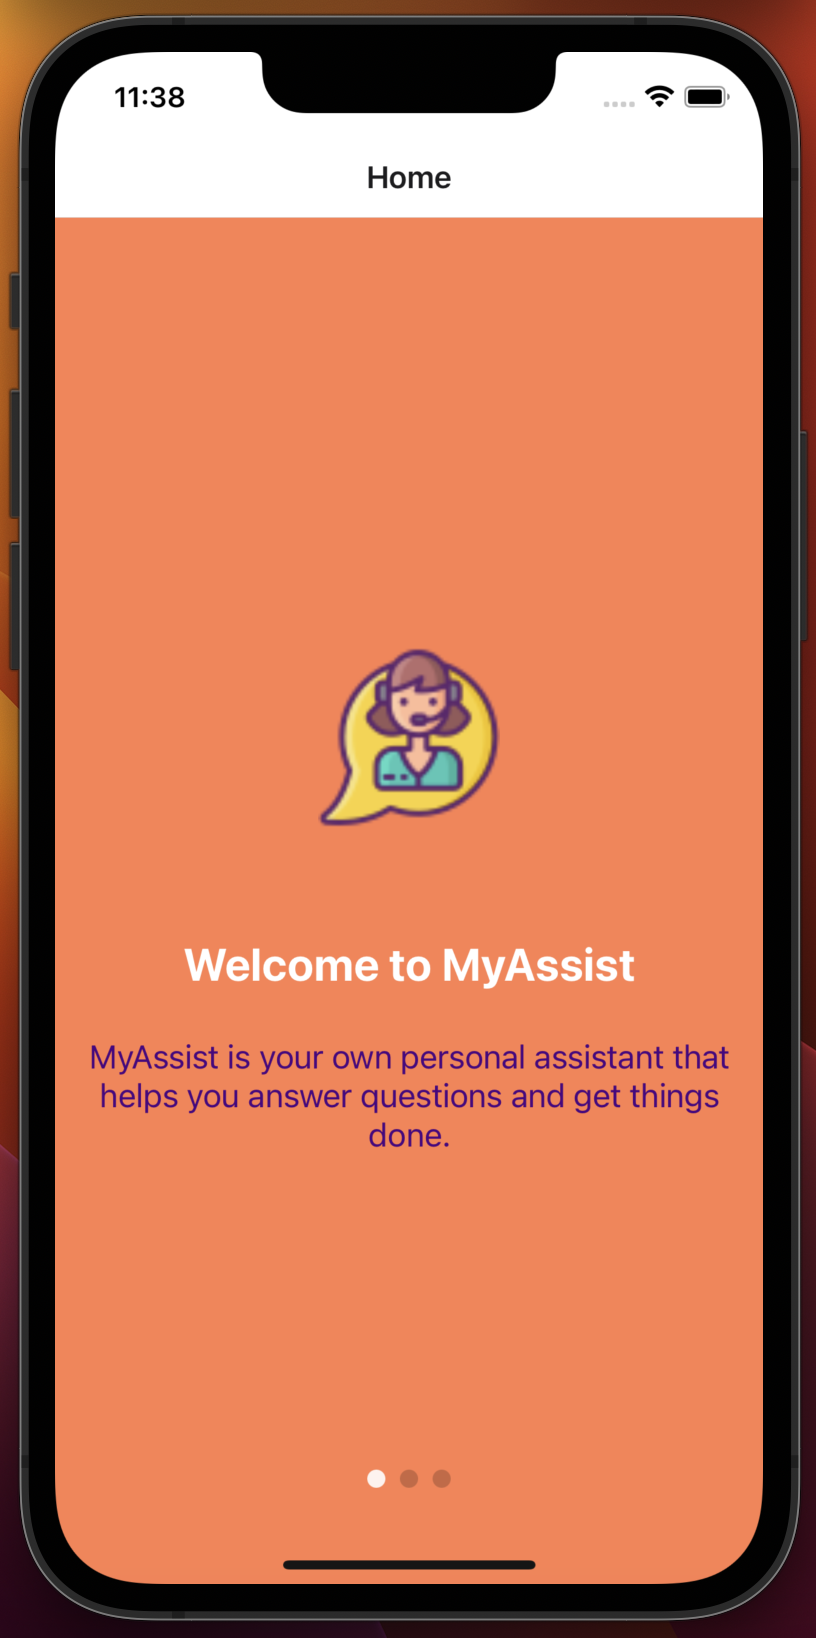 11:38
Home
Welcome to MyAssist
MyAssist is your own personal assistant that
helps you answer questions and get things
done.